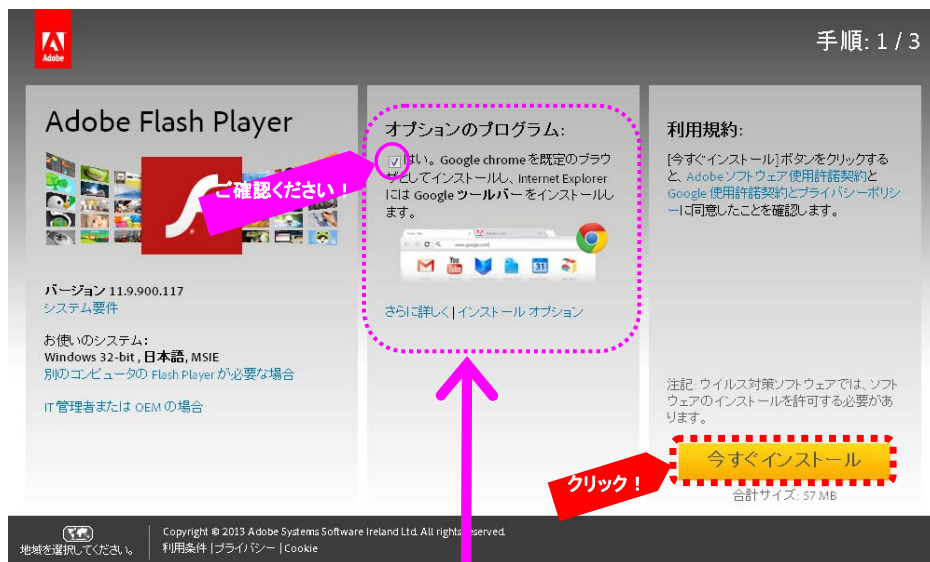 Adobe
手順: 1 / 3
Adobe Flash Player
バージョン 11.9.900.117
システム要件
お使いのシステム:
Windows 32-bit , 日本語, MSIE
別のコンピュータの Flash Player が必要な場合
IT 管理者または OEM の場合
オプションのプログラム:
はい。Google chrome を既定のブラウ
ザとしてインストールし、Internet Explorer
には Google ツールバー をインストールし
ます。
ご確認ください!
www.google.com
You
Tube
31
さらに詳しく | インストール オプション
利用規約:
[今すぐインストール]ボタンをクリックする
と、Adobe ソフトウェア使用許諾契約と
Google 使用許諾契約とプライバシーポリシ
ーに同意したことを確認します。
注記: ウイルス対策ソフトウェアでは、ソフト
ウェアのインストールを許可する必要があ
ります。
今すぐインストール
クリック!
合計サイズ: 57 MB
地域を選択してください。
Copyright © 2013 Adobe Systems Software Ireland Ltd. All rights reserved.
利用条件 | プライバシー | Cookie